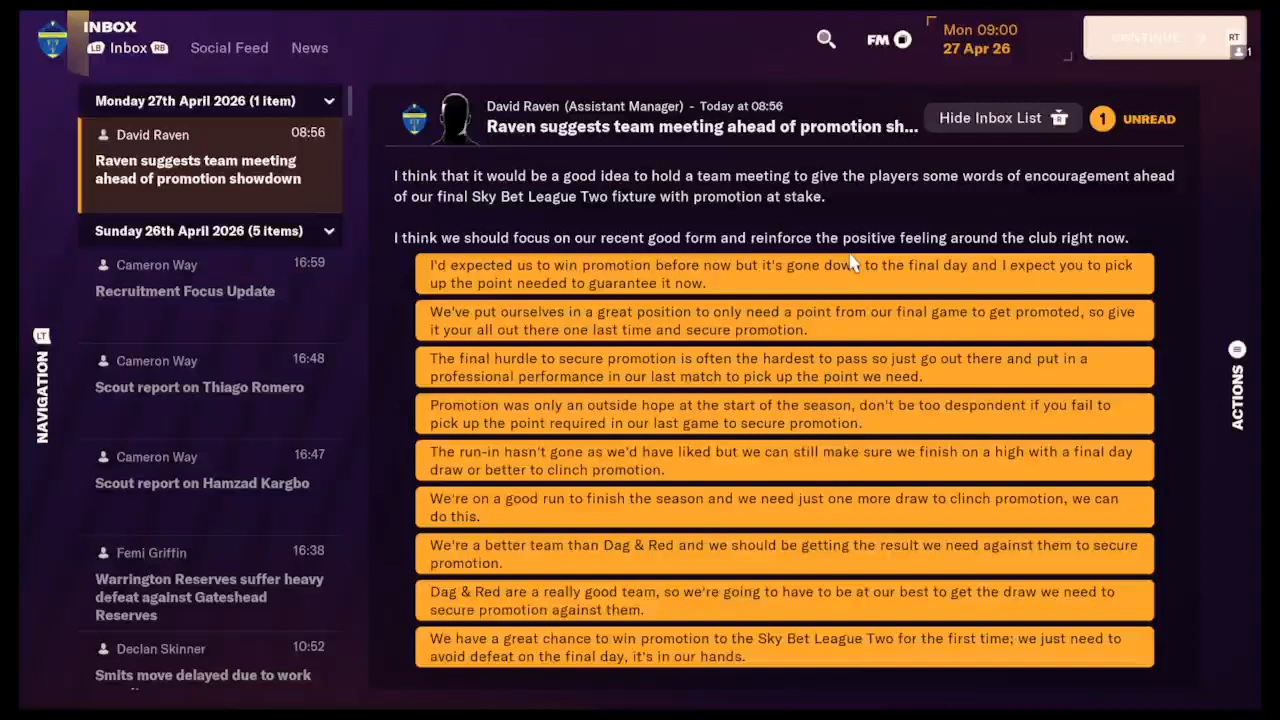 INBOX
LB Inbox RB
Social Feed
News
FM
Mon 09:00
27 Apr 26
CONTINUE
RT
1
Monday 27th April 2026 (1 item)
David Raven
08:56
Raven suggests team meeting
ahead of promotion showdown
Sunday 26th April 2026 (5 items)
Cameron Way
16:59
Recruitment Focus Update
Cameron Way
16:48
Scout report on Thiago Romero
Cameron Way
16:47
Scout report on Hamzad Kargbo
Femi Griffin
16:38
Warrington Reserves suffer heavy
defeat against Gateshead
Reserves
Declan Skinner
10:52
Smits move delayed due to work
LT
NAVIGATION
David Raven (Assistant Manager) - Today at 08:56
Raven suggests team meeting ahead of promotion sh...
Hide Inbox List
R
1
UNREAD
I think that it would be a good idea to hold a team meeting to give the players some words of encouragement ahead
of our final Sky Bet League Two fixture with promotion at stake.
I think we should focus on our recent good form and reinforce the positive feeling around the club right now.
I'd expected us to win promotion before now but it's gone down to the final day and I expect you to pick
up the point needed to guarantee it now.
We've put ourselves in a great position to only need a point from our final game to get promoted, so give
it your all out there one last time and secure promotion.
The final hurdle to secure promotion is often the hardest to pass so just go out there and put in a
professional performance in our last match to pick up the point we need.
Promotion was only an outside hope at the start of the season, don't be too despondent if you fail to
pick up the point required in our last game to secure promotion.
The run-in hasn't gone as we'd have liked but we can still make sure we finish on a high with a final day
draw or better to clinch promotion.
We're on a good run to finish the season and we need just one more draw to clinch promotion, we can
do this.
We're a better team than Dag & Red and we should be getting the result we need against them to secure
promotion.
Dag & Red are a really good team, so we're going to have to be at our best to get the draw we need to
secure promotion against them.
We have a great chance to win promotion to the Sky Bet League Two for the first time; we just need to
avoid defeat on the final day, it's in our hands.
ACTIONS